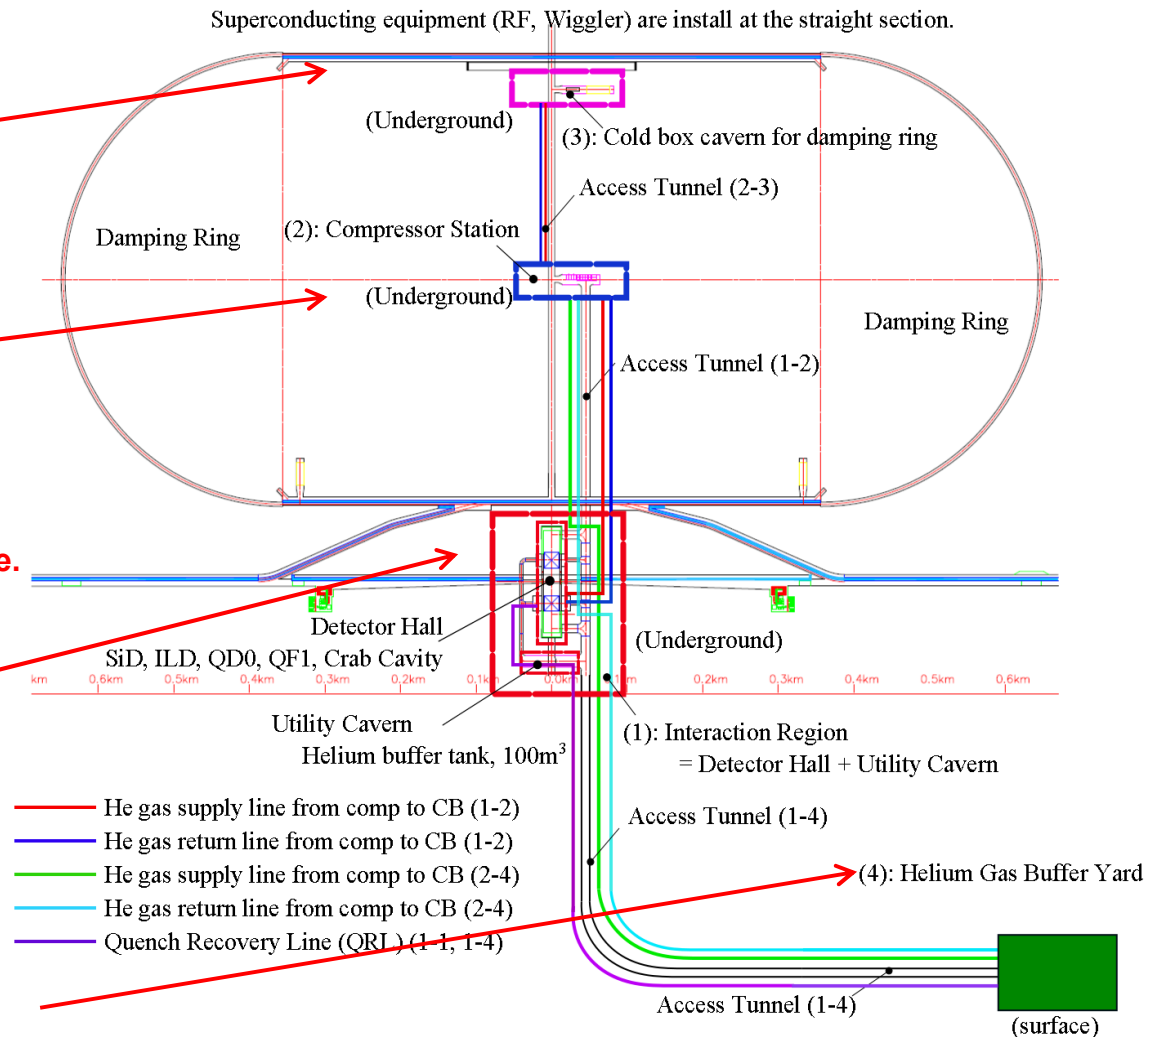 Superconducting equipment (RF, Wiggler) are install at the straight section.
(Underground)
(3): Cold box cavern for damping ring
Access Tunnel (2-3)
(2): Compressor Station
Damping Ring
(Underground)
Damping Ring
Access Tunnel (1-2)
e.
Detector Hall
SiD, ILD, QD0, QF1, Crab Cavity
(Underground)
km 0,6km 0,5km 0,4km 0,3km 0,2km 0,1km 0,0km 0,2km 0,3km 0,4km 0,5km 0,6km
Utility Cavern
Helium buffer tank, 100m³
(1): Interaction Region
= Detector Hall + Utility Cavern
He gas supply line from comp to CB (1-2)
He gas return line from comp to CB (1-2)
He gas supply line from comp to CB (2-4)
He gas return line from comp to CB (2-4)
Quench Recovery Line (QRL) (1-1, 1-4)
Access Tunnel (1-4)
(4): Helium Gas Buffer Yard
Access Tunnel (1-4)
(surface)